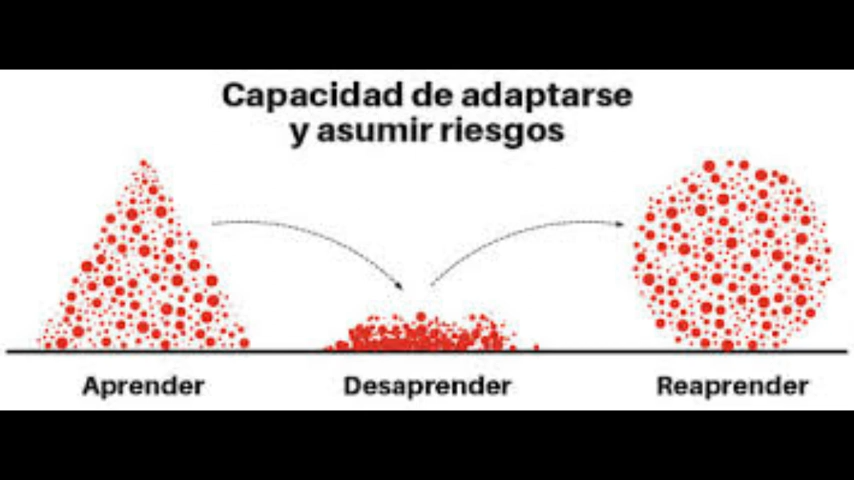 Capacidad de adaptarse
y asumir riesgos
Aprender
Desaprender
Reaprender